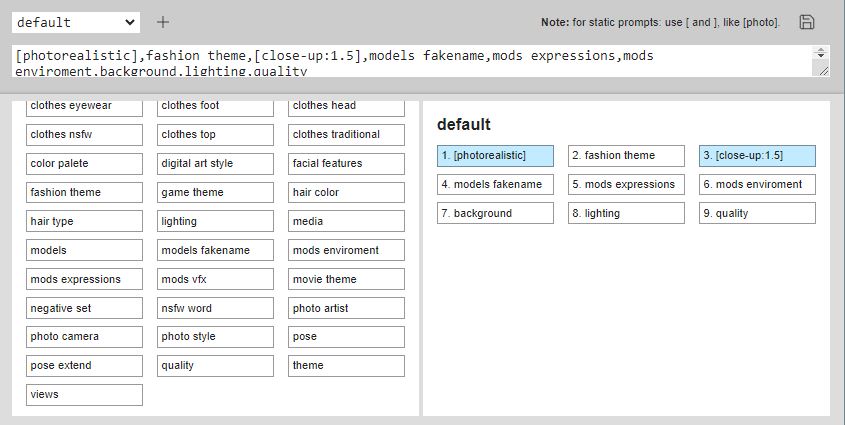 default
Note: for static prompts: use [ and ], like [photo].
[photorealistic],fashion theme,[close-up:1.5],models fakename,mods expressions,mods
enviroment,background,lighting,quality
clothes eyewear clothes foot clothes head
clothes nsfw clothes top clothes traditional
color palete digital art style facial features
fashion theme game theme hair color
hair type lighting media
models models fakename mods enviroment
mods expressions mods vfx movie theme
negative set nsfw word photo artist
photo camera photo style pose
pose extend quality theme
views
default
1. [photorealistic] 2. fashion theme 3. [close-up:1.5]
4. models fakename 5. mods expressions 6. mods enviroment
7. background 8. lighting 9. quality